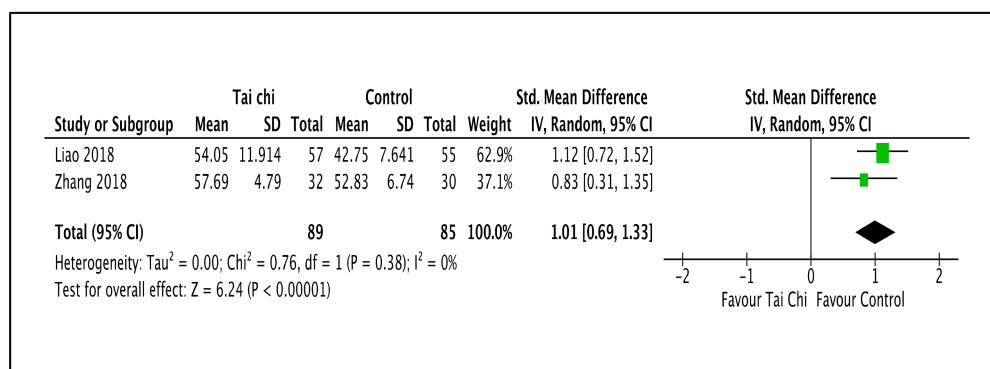 Tai chi Control Std. Mean Difference Std. Mean Difference
Study or Subgroup Mean SD Total Mean SD Total Weight IV, Random, 95% CI IV, Random, 95% CI
Liao 2018 54.05 11.914 57 42.75 7.641 55 62.9% 1.12 [0.72, 1.52]
Zhang 2018 57.69 4.79 32 52.83 6.74 30 37.1% 0.83 [0.31, 1.35]
Total (95% CI) 89 85 100.0% 1.01 [0.69, 1.33]
Heterogeneity: Tau² = 0.00; Chi² = 0.76, df = 1 (P = 0.38); I² = 0%
Test for overall effect: Z = 6.24 (P < 0.00001)
−2 −1 0 1 2
Favour Tai Chi Favour Control